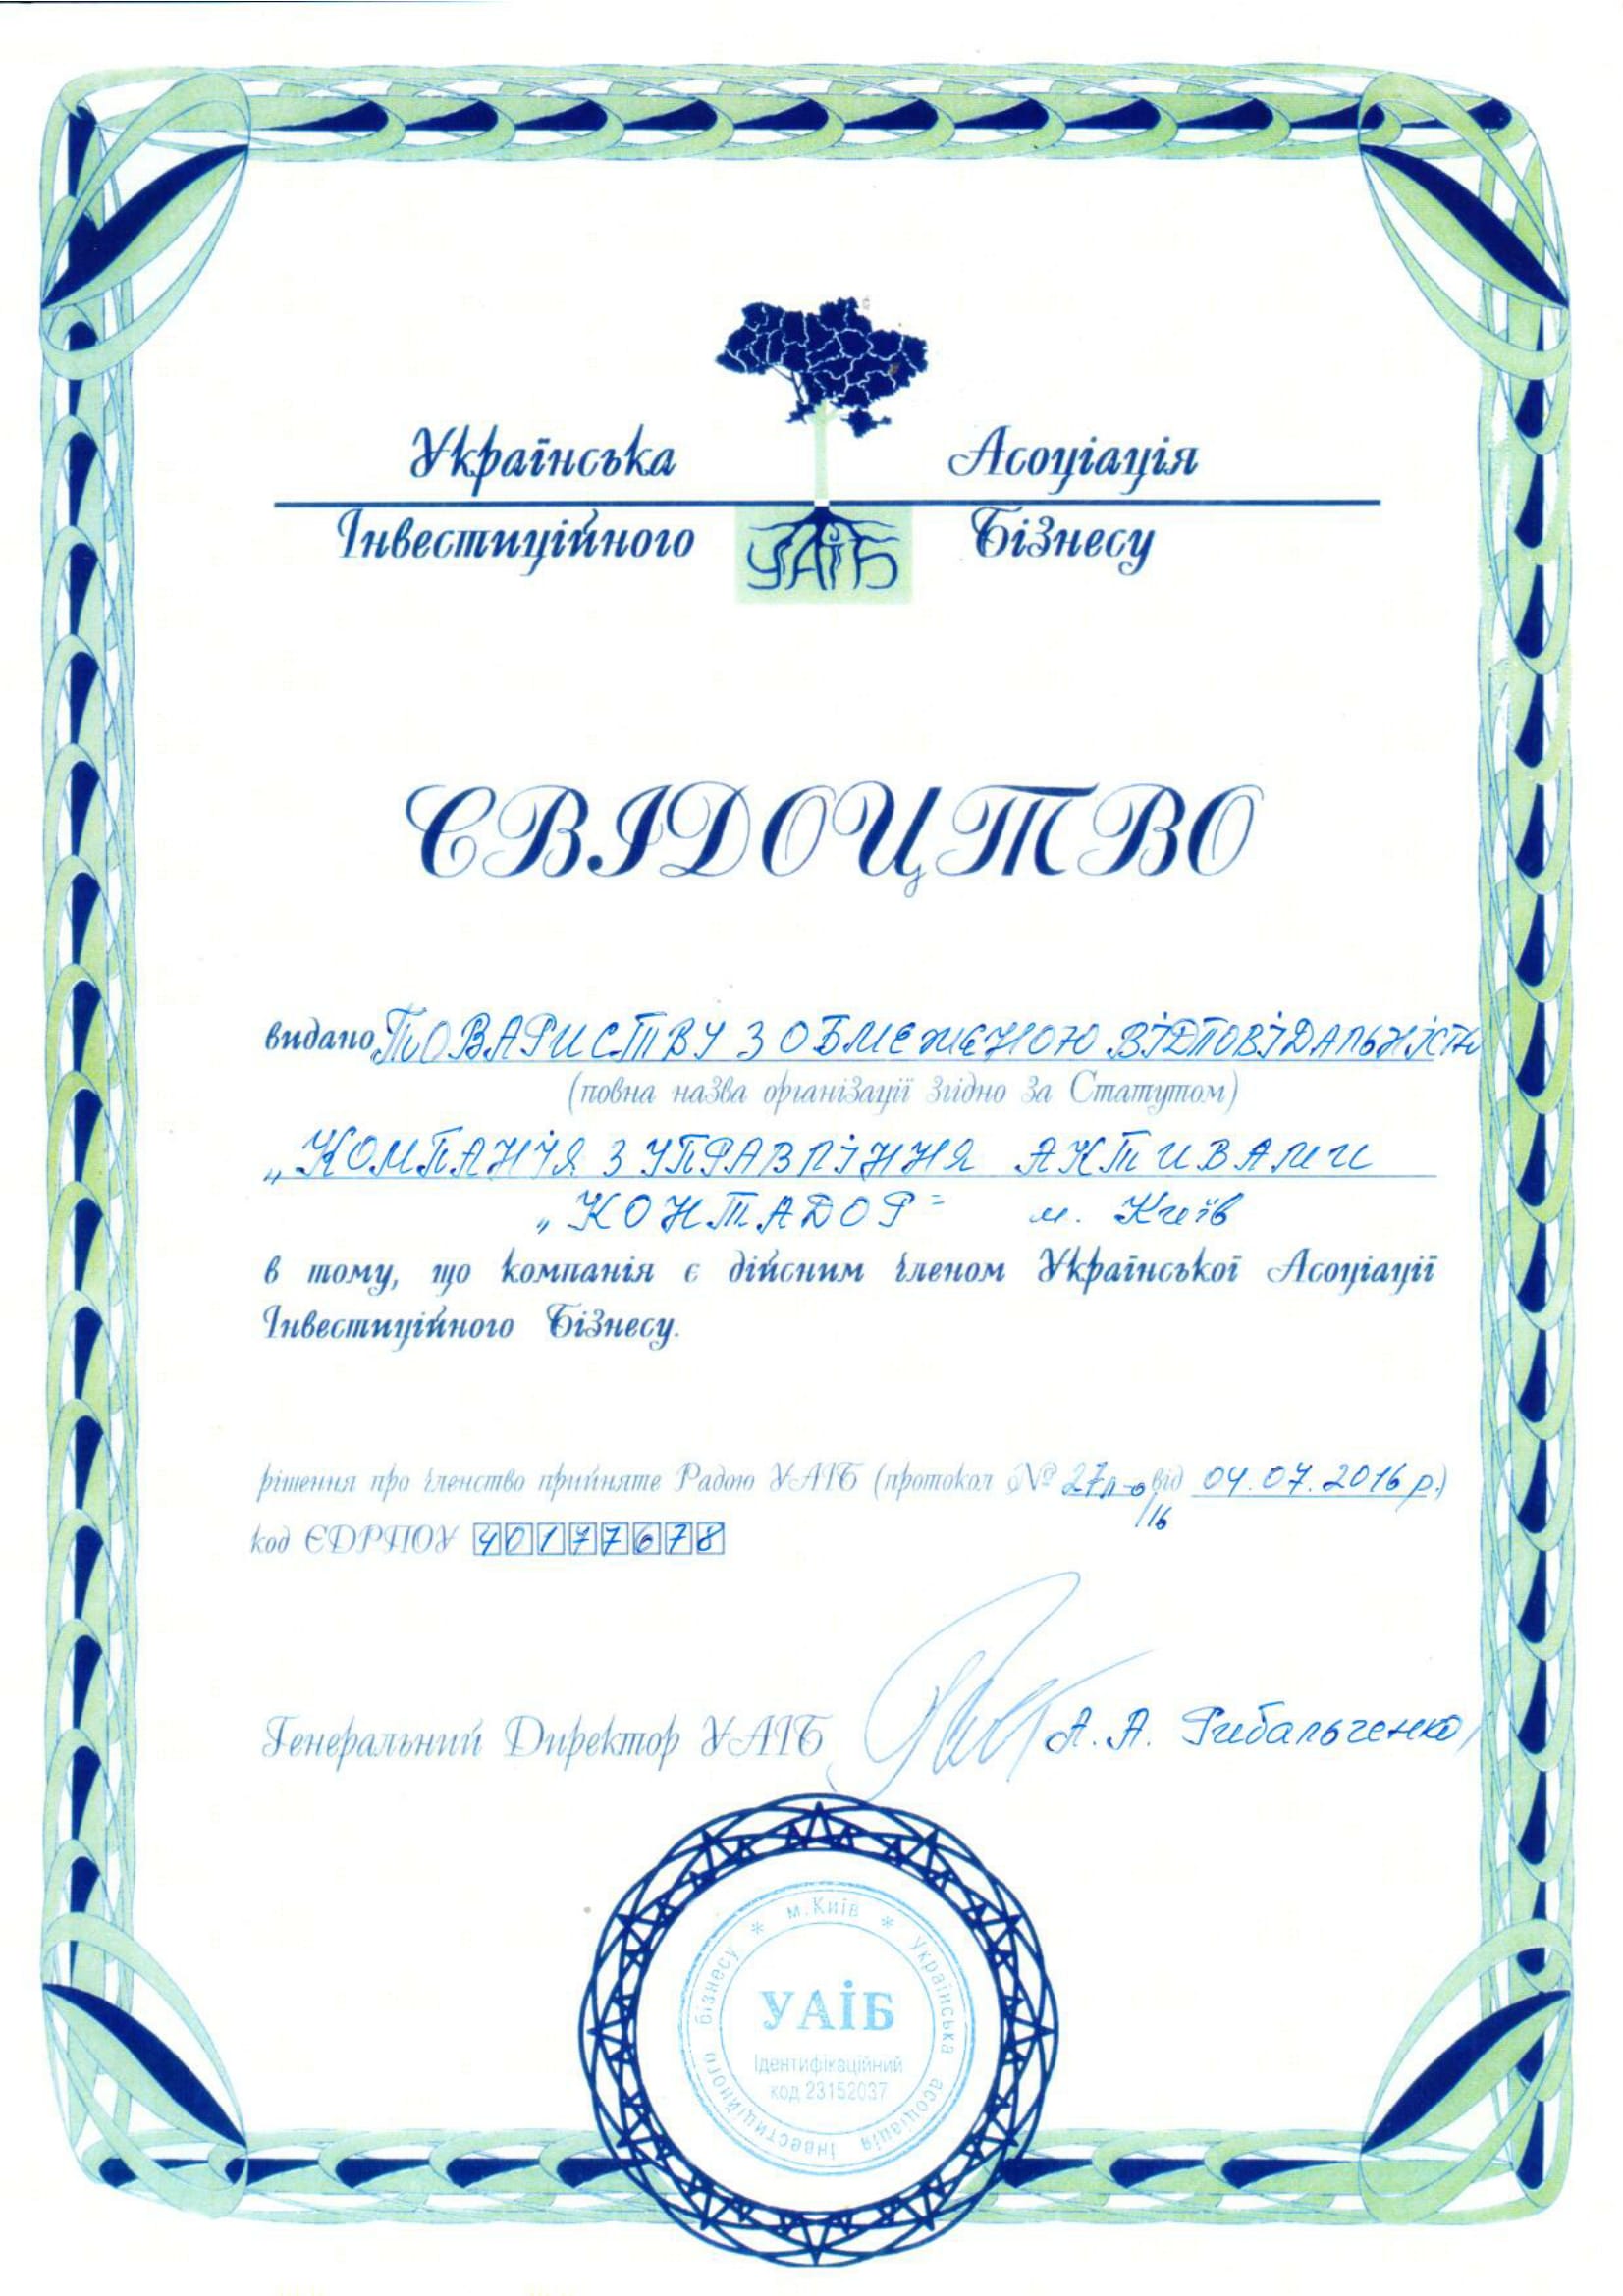 Українська Асоціація
Інвестиційного УАІБ Бізнесу
СВІДОЦТВО
видано ТОВАРИСТВУ З ОБМЕЖЕНОЮ ВІДПОВІДАЛЬНІСТЮ
(повна назва організації згідно за Статутом)
„КОМПАНІЯ З УПРАВЛІННЯ АКТИВАМИ
„КОНТАДОР" м. Київ
в тому, що компанія є дійсним членом Української Асоціації
Інвестиційного Бізнесу.
рішення про членство прийняте Радою УАІБ (протокол № 27п-о/16 від 04.07.2016 р.)
код ЄДРПОУ 40177678
Генеральний Директор УАІБ А. А. Рибальченко
* м. Київ * Українська асоціація інвестиційного бізнесу
УАІБ
Ідентифікаційний
код 23152037